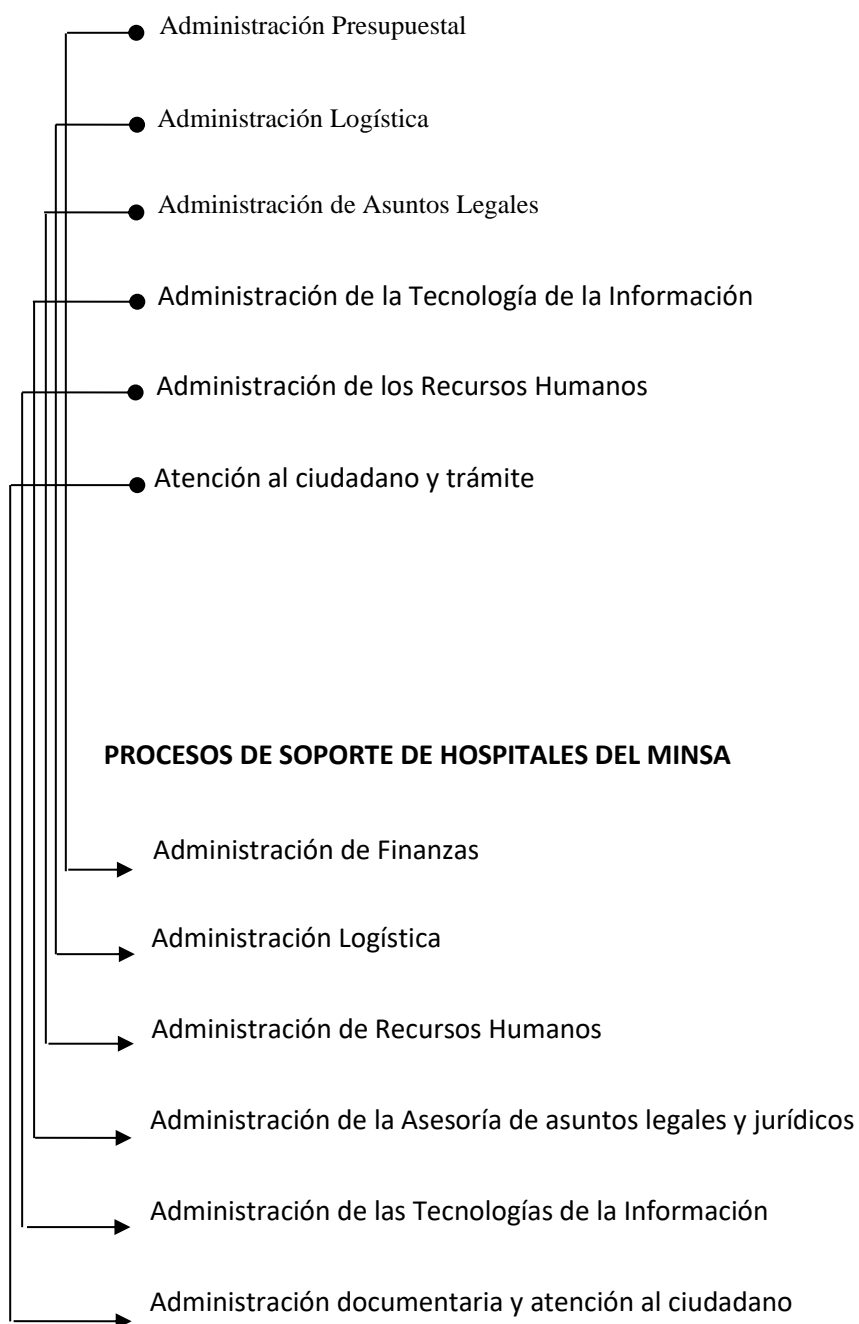 Administración Presupuestal
Administración Logística
Administración de Asuntos Legales
Administración de la Tecnología de la Información
Administración de los Recursos Humanos
Atención al ciudadano y trámite
PROCESOS DE SOPORTE DE HOSPITALES DEL MINSA
Administración de Finanzas
Administración Logística
Administración de Recursos Humanos
Administración de la Asesoría de asuntos legales y jurídicos
Administración de las Tecnologías de la Información
Administración documentaria y atención al ciudadano